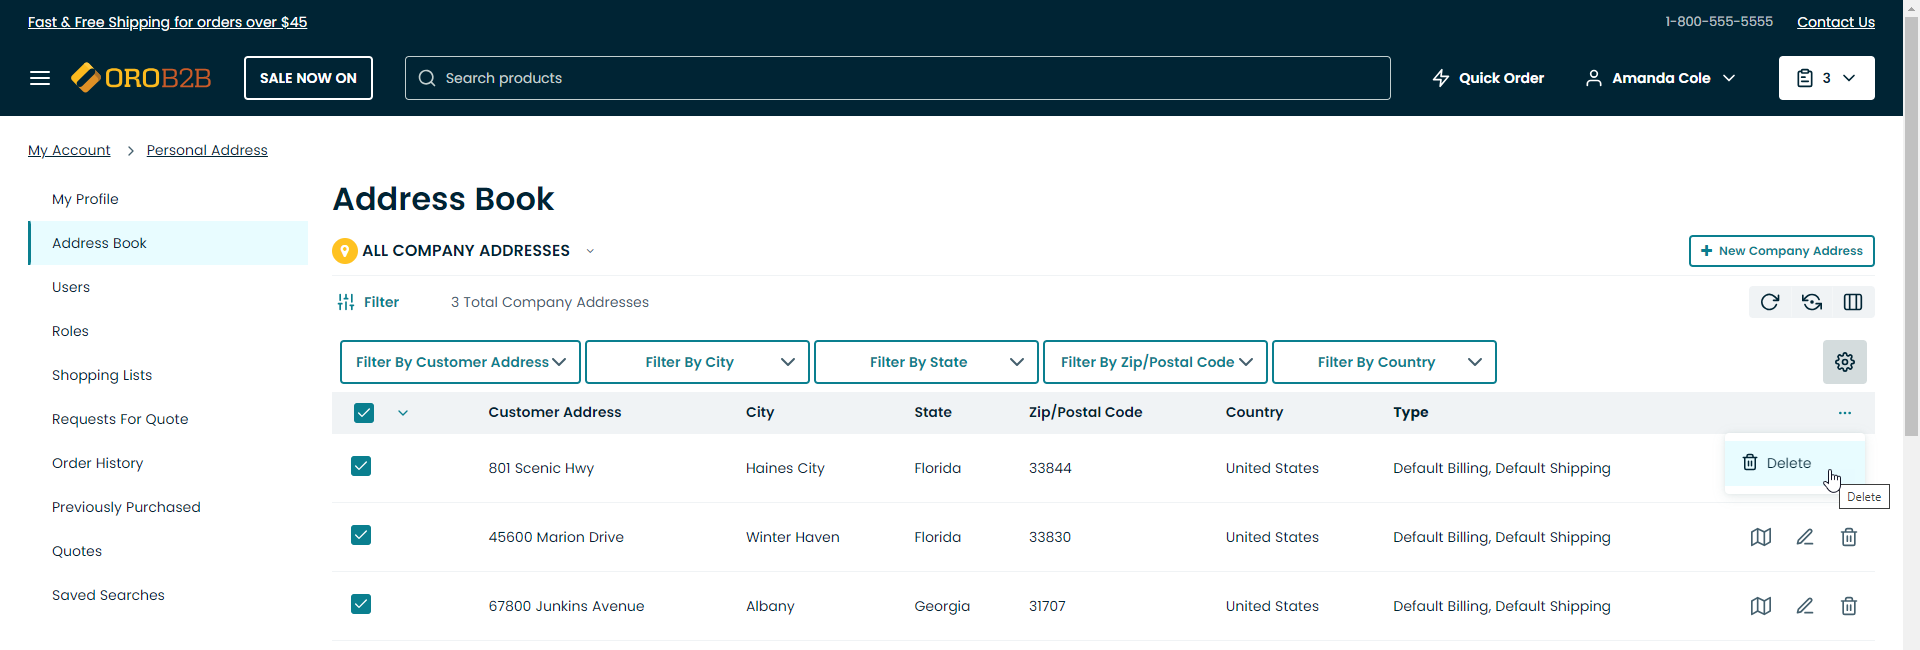 Fast & Free Shipping for orders over $45
1-800-555-5555 Contact Us
OROB2B SALE NOW ON Search products Quick Order Amanda Cole 3
My Account > Personal Address
My Profile
Address Book
Users
Roles
Shopping Lists
Requests For Quote
Order History
Previously Purchased
Quotes
Saved Searches
Address Book
ALL COMPANY ADDRESSES
+ New Company Address
Filter 3 Total Company Addresses
Filter By Customer Address Filter By City Filter By State Filter By Zip/Postal Code Filter By Country
Customer Address City State Zip/Postal Code Country Type ...
801 Scenic Hwy Haines City Florida 33844 United States Default Billing, Default Shipping
Delete
Delete
45600 Marion Drive Winter Haven Florida 33830 United States Default Billing, Default Shipping
67800 Junkins Avenue Albany Georgia 31707 United States Default Billing, Default Shipping